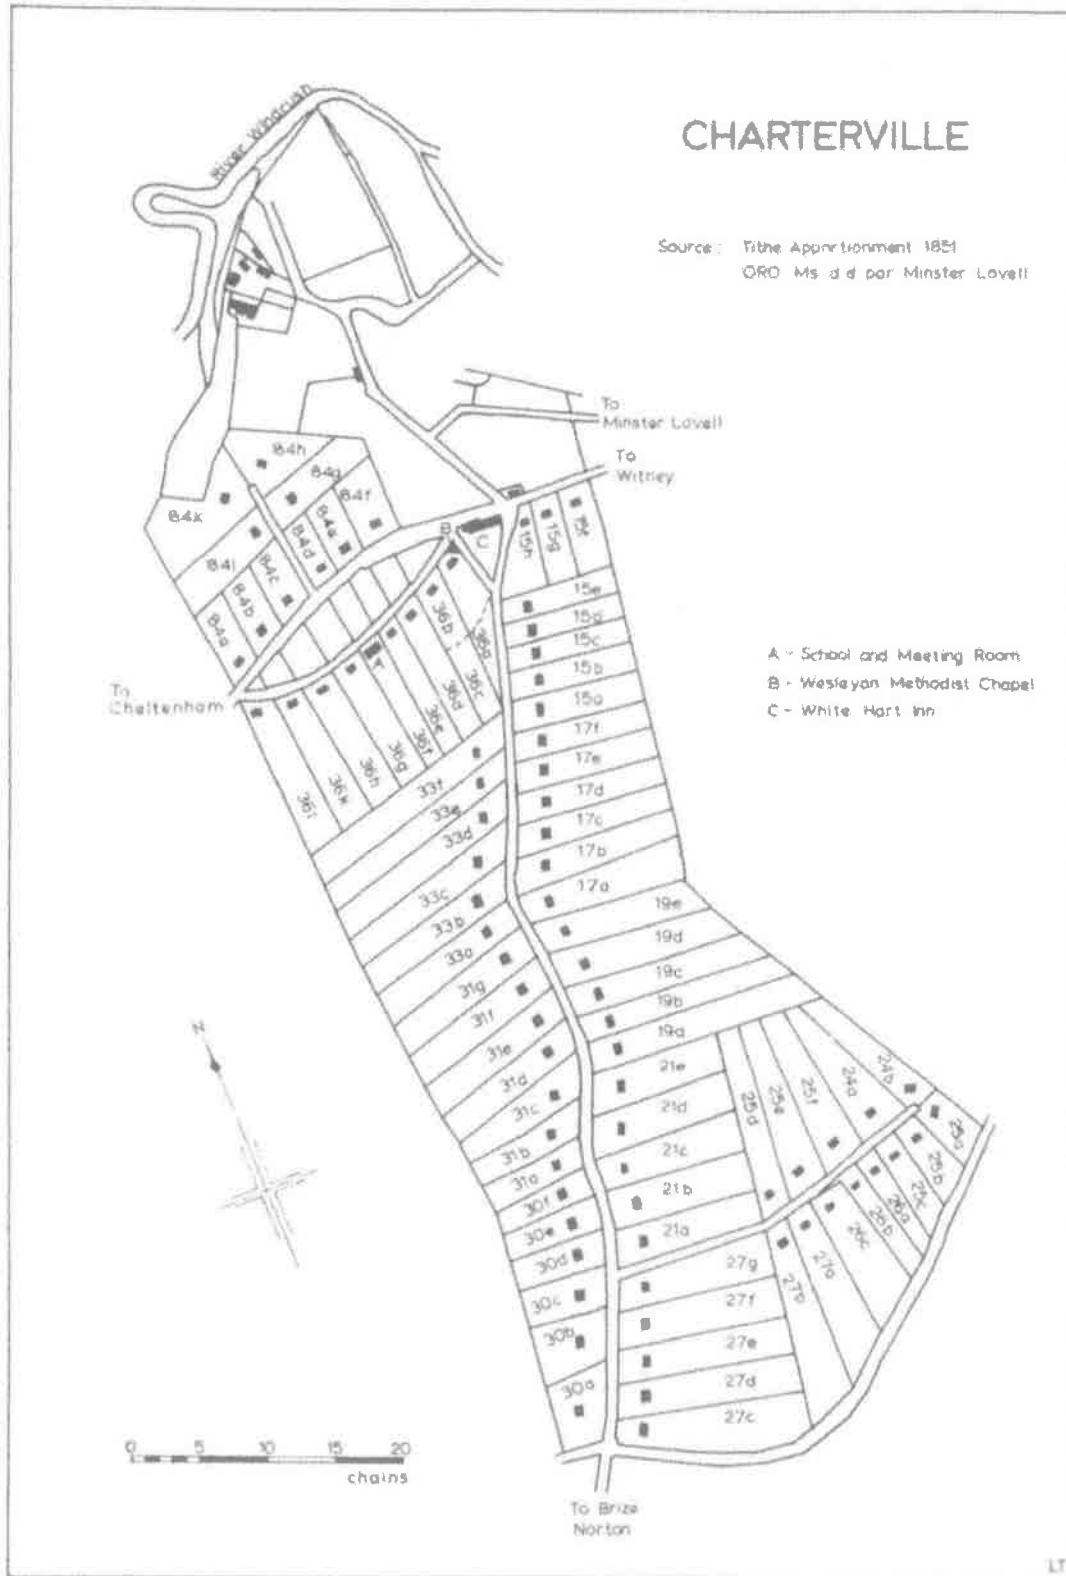 River Windrush
CHARTERVILLE
Source: Tithe Apportionment 1851
ORO Ms d d par Minster Lovell
To
Minster Lovell
To
Witney
84h
84g
84f
84k
84e
84d
84l
84c
84b
84a
B
C
15h
15g
15f
15e
15d
15c
15b
15a
36b
36a
36c
36d
36e
36f
36g
36h
36k
36l
A - School and Meeting Room
B - Wesleyan Methodist Chapel
C - White Hart Inn
To
Cheltenham
17f
17e
17d
17c
17b
17a
33f
33e
33d
33c
33b
33a
19e
19d
19c
19b
19a
31g
31f
31e
31d
31c
31b
31a
N
21e
21d
21c
21b
21a
24b
24a
25f
25e
25d
25a
25b
25c
26a
26b
26c
27a
27b
30f
30e
30d
30c
30b
30a
27g
27f
27e
27d
27c
0 5 10 15 20
chains
To Brize
Norton
LT